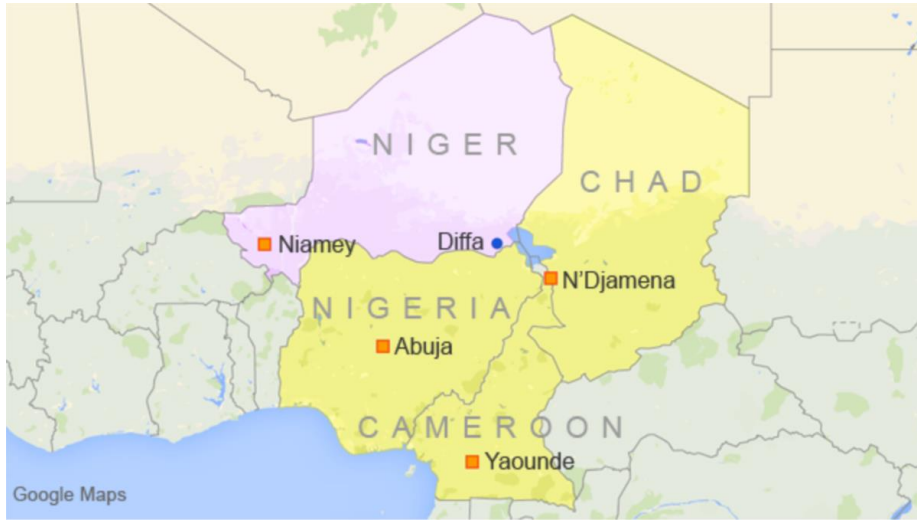 NIGER
CHAD
Niamey
Diffa
N'Djamena
NIGERIA
Abuja
CAMEROON
Yaounde
Google Maps